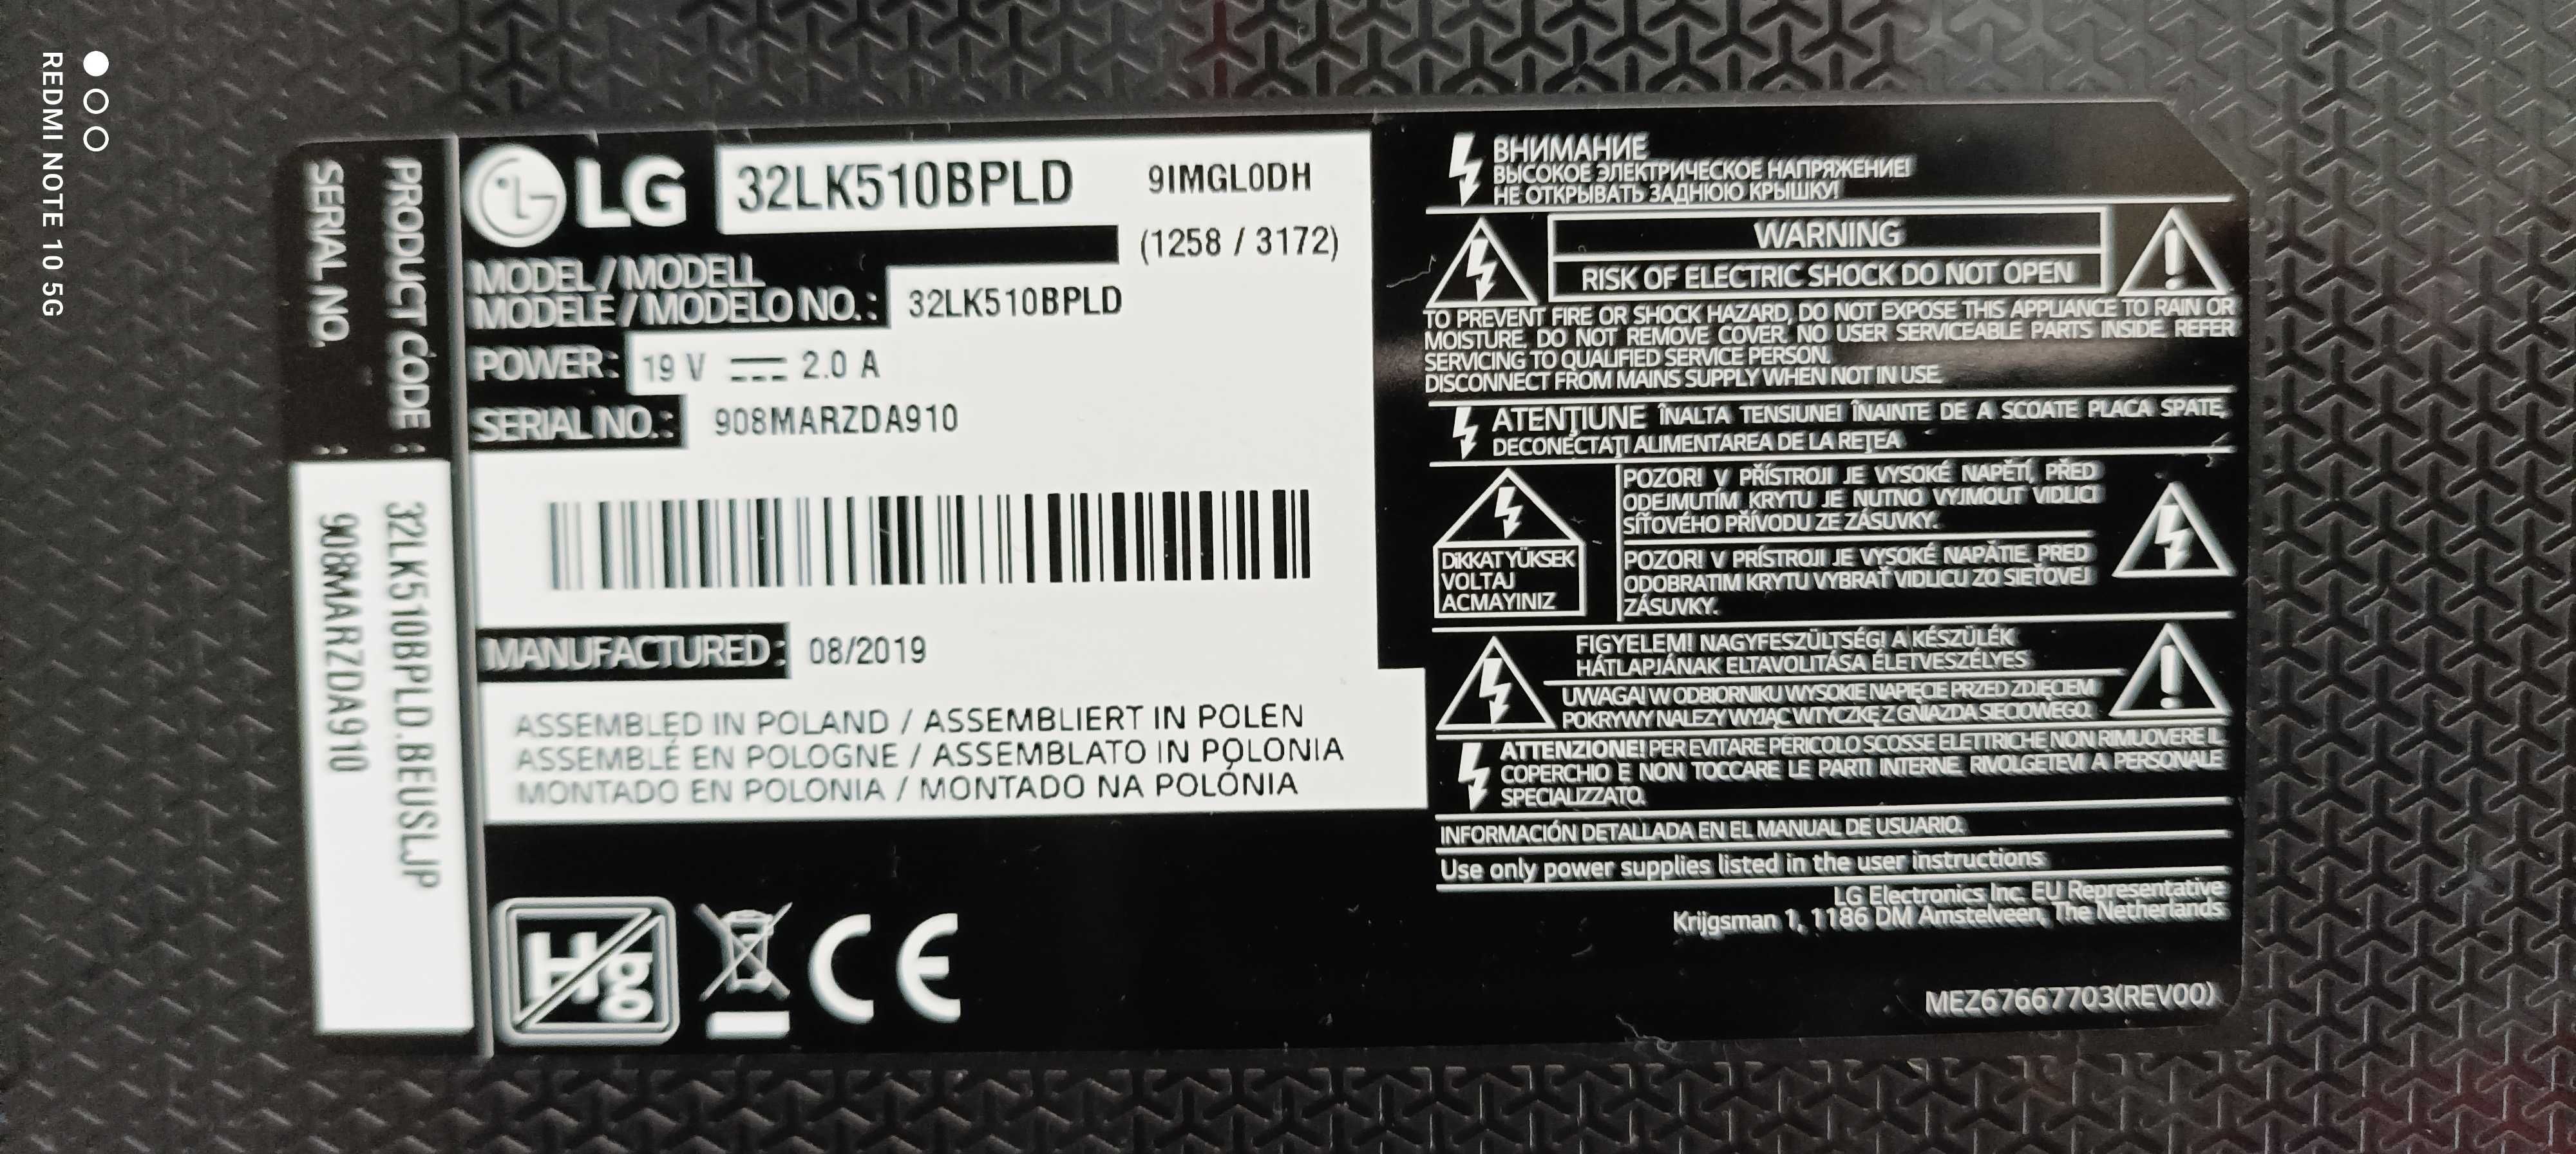 REDMI NOTE 10 5G
PRODUCT CODE : 32LK510BPLD.BEUSLJP
SERIAL NO. : 908MARZDA910
LG 32LK510BPLD 9IMGL0DH
(1258 / 3172)
MODEL / MODELL
MODÈLE / MODELO NO. : 32LK510BPLD
POWER : 19 V 2.0 A
SERIAL NO. : 908MARZDA910
MANUFACTURED : 08/2019
ASSEMBLED IN POLAND / ASSEMBLIERT IN POLEN
ASSEMBLÉ EN POLOGNE / ASSEMBLATO IN POLONIA
MONTADO EN POLONIA / MONTADO NA POLÓNIA
Hg
CE
ВНИМАНИЕ
ВЫСОКОЕ ЭЛЕКТРИЧЕСКОЕ НАПРЯЖЕНИЕ!
НЕ ОТКРЫВАТЬ ЗАДНЮЮ КРЫШКУ!
WARNING
RISK OF ELECTRIC SHOCK DO NOT OPEN
TO PREVENT FIRE OR SHOCK HAZARD, DO NOT EXPOSE THIS APPLIANCE TO RAIN OR
MOISTURE. DO NOT REMOVE COVER. NO USER SERVICEABLE PARTS INSIDE. REFER
SERVICING TO QUALIFIED SERVICE PERSON.
DISCONNECT FROM MAINS SUPPLY WHEN NOT IN USE.
ATENŢIUNE ÎNALTA TENSIUNE! ÎNAINTE DE A SCOATE PLACA SPATE,
DECONECTAŢI ALIMENTAREA DE LA REŢEA
DİKKAT YÜKSEK
VOLTAJ
ACMAYINIZ
POZOR! V PŘÍSTROJI JE VYSOKÉ NAPĚTÍ, PŘED
ODEJMUTÍM KRYTU JE NUTNO VYJMOUT VIDLICI
SÍŤOVÉHO PŘÍVODU ZE ZÁSUVKY.
POZOR! V PRÍSTROJI JE VYSOKÉ NAPÄTIE, PRED
ODOBRATIM KRYTU VYBRAŤ VIDLICU ZO SIEŤOVEJ
ZÁSUVKY.
FIGYELEM! NAGYFESZÜLTSÉG! A KÉSZÜLÉK
HÁTLAPJÁNAK ELTAVOLITÁSA ÉLETVESZÉLYES
UWAGA! W ODBIORNIKU WYSOKIE NAPIĘCIE PRZED ZDJĘCIEM
POKRYWY NALEZY WYJĄC WTYCZKĘ Z GNIAZDA SIECIOWEGO.
ATTENZIONE! PER EVITARE PERICOLO SCOSSE ELETTRICHE NON RIMUOVERE IL
COPERCHIO E NON TOCCARE LE PARTI INTERNE. RIVOLGETEVI A PERSONALE
SPECIALIZZATO.
INFORMACIÓN DETALLADA EN EL MANUAL DE USUARIO.
Use only power supplies listed in the user instructions
LG Electronics Inc. EU Representative
Krijgsman 1, 1186 DM Amstelveen, The Netherlands
MEZ67667703(REV00)